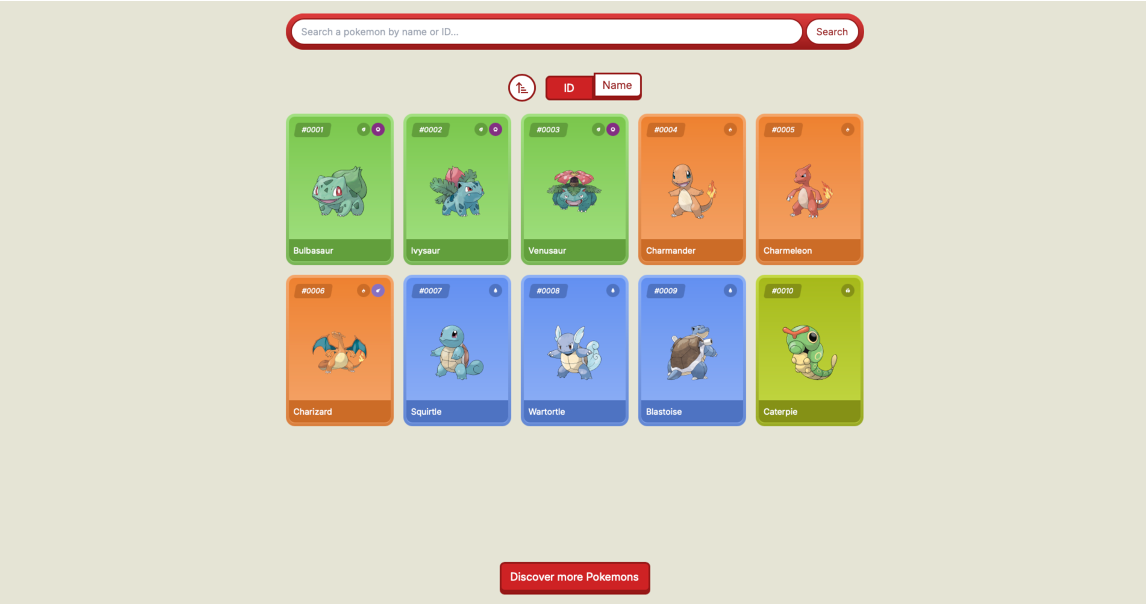 Search a pokemon by name or ID...
Search
ID
Name
#0001
#0002
#0003
#0004
#0005
Bulbasaur
Ivysaur
Venusaur
Charmander
Charmeleon
#0006
#0007
#0008
#0009
#0010
Charizard
Squirtle
Wartortle
Blastoise
Caterpie
Discover more Pokemons